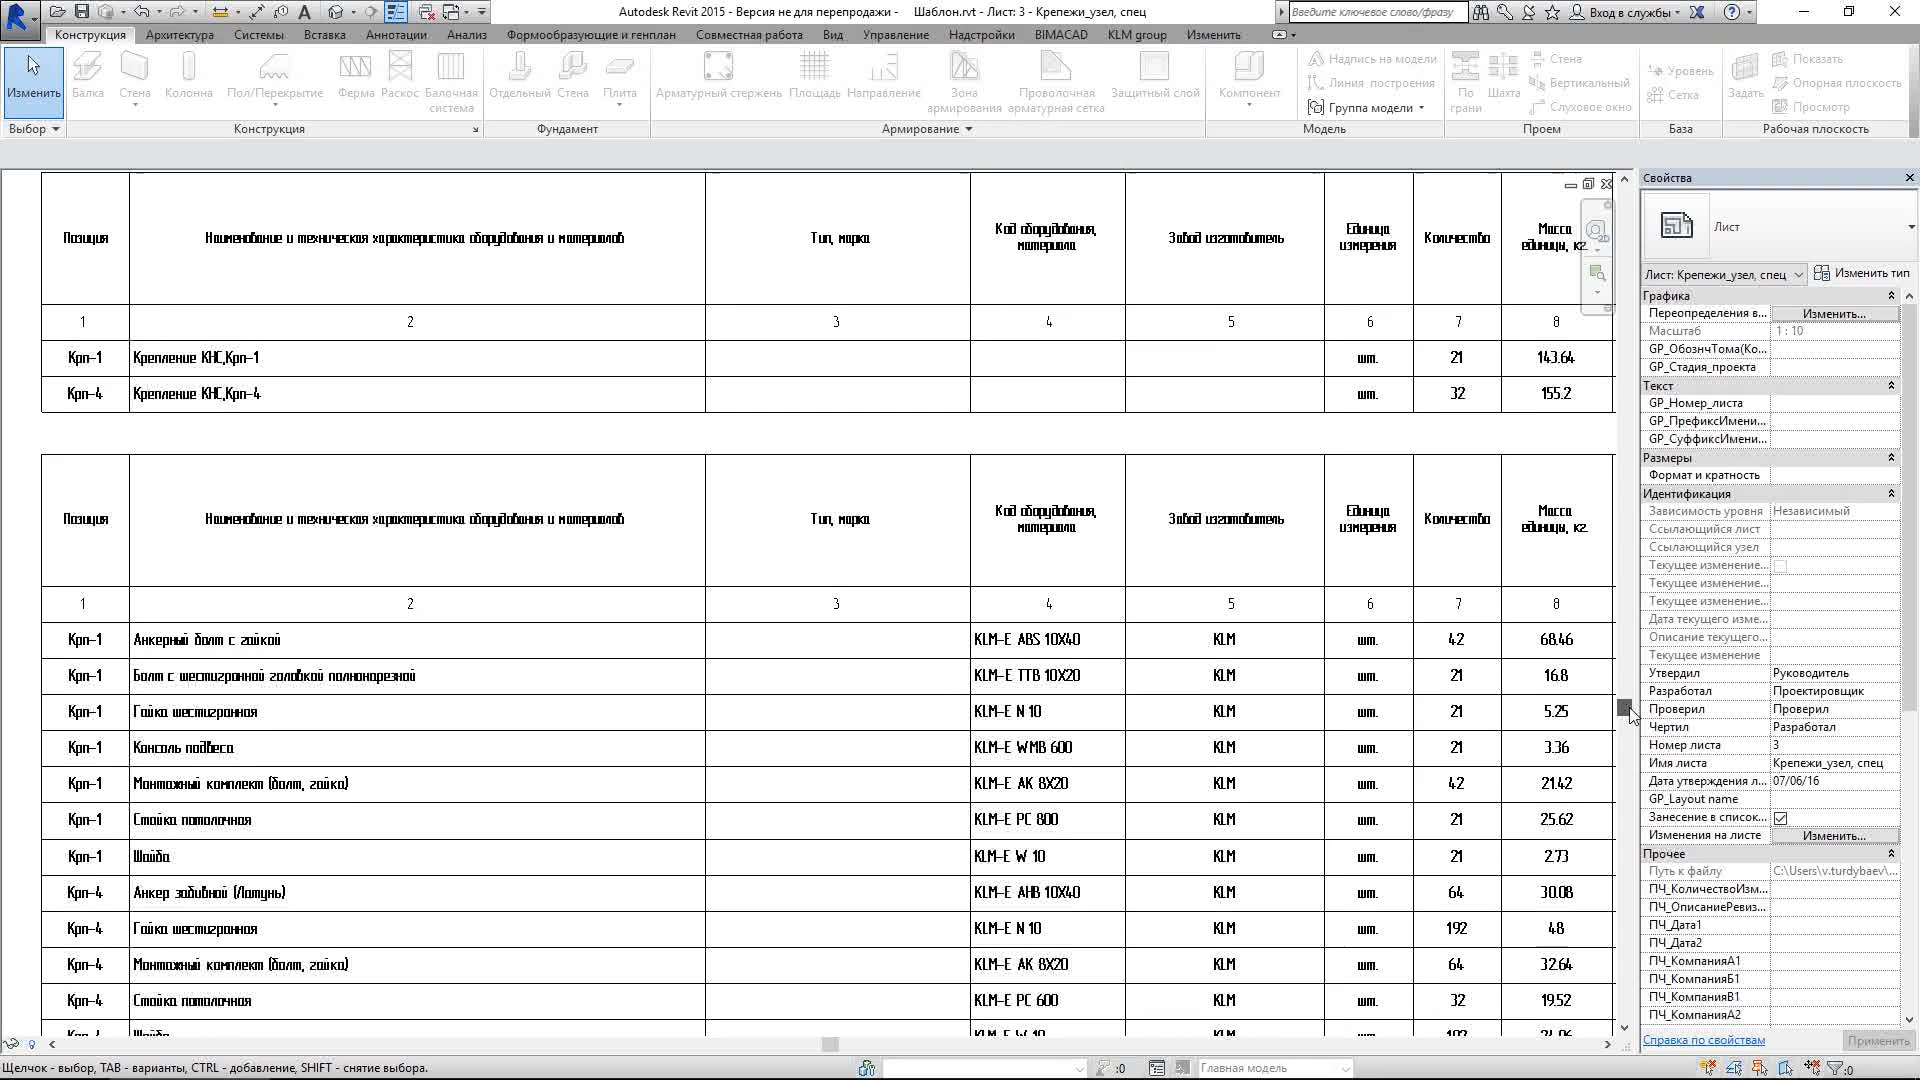 Autodesk Revit 2015 - Версия не для перепродажи - Шаблон.rvt - Лист: 3 - Крепежи_узел, спец
Введите ключевое слово/фразу
Вход в службы
Конструкция Архитектура Системы Вставка Аннотации Анализ Формообразующие и генплан Совместная работа Вид Управление Надстройки BIMACAD KLM group Изменить
Изменить Балка Стена Колонна Пол/Перекрытие Ферма Раскос Балочная система
Отдельный Стена Плита
Арматурный стержень Площадь Направление Зона армирования Проволочная арматурная сетка Защитный слой
Компонент
Надпись на модели
Линия построения
Группа модели
По грани Шахта
Стена
Вертикальный
Слуховое окно
Уровень
Сетка
Задать
Показать
Опорная плоскость
Просмотр
Выбор Конструкция Фундамент Армирование Модель Проем База Рабочая плоскость
Позиция Наименование и техническая характеристика оборудования и материалов Тип, марка Код оборудования, материала Завод изготовитель Единица измерения Количество Масса единицы, кг.
1 2 3 4 5 6 7 8
Крп-1 Крепление КНС,Крп-1 шт. 21 143.64
Крп-4 Крепление КНС,Крп-4 шт. 32 155.2
Позиция Наименование и техническая характеристика оборудования и материалов Тип, марка Код оборудования, материала Завод изготовитель Единица измерения Количество Масса единицы, кг.
1 2 3 4 5 6 7 8
Крп-1 Анкерный болт с гайкой KLM-E ABS 10X40 KLM шт. 42 68.46
Крп-1 Болт с шестигранной головкой полнонарезной KLM-E TTB 10X20 KLM шт. 21 16.8
Крп-1 Гайка шестигранная KLM-E N 10 KLM шт. 21 5.25
Крп-1 Консоль подвеса KLM-E WMB 600 KLM шт. 21 3.36
Крп-1 Монтажный комплект (болт, гайка) KLM-E AK 8X20 KLM шт. 42 21.42
Крп-1 Стойка потолочная KLM-E PC 800 KLM шт. 21 25.62
Крп-1 Шайба KLM-E W 10 KLM шт. 21 2.73
Крп-4 Анкер забивной (Латунь) KLM-E AHB 10X40 KLM шт. 64 30.08
Крп-4 Гайка шестигранная KLM-E N 10 KLM шт. 192 48
Крп-4 Монтажный комплект (болт, гайка) KLM-E AK 8X20 KLM шт. 64 32.64
Крп-4 Стойка потолочная KLM-E PC 600 KLM шт. 32 19.52
Свойства
Лист
Лист: Крепежи_узел, спец
Изменить тип
Графика
Переопределения в... Изменить...
Масштаб 1 : 10
GP_ОбознчТома(Ко...
GP_Стадия_проекта
Текст
GP_Номер_листа
GP_ПрефиксИмени...
GP_СуффиксИмени...
Размеры
Формат и кратность
Идентификация
Зависимость уровня Независимый
Ссылающийся лист
Ссылающийся узел
Текущее изменение...
Текущее изменение...
Текущее изменение...
Дата текущего изме...
Описание текущего...
Текущее изменение
Утвердил Руководитель
Разработал Проектировщик
Проверил Проверил
Чертил Разработал
Номер листа 3
Имя листа Крепежи_узел, спец
Дата утверждения л... 07/06/16
GP_Layout name
Занесение в список...
Изменения на листе Изменить...
Прочее
Путь к файлу C:\Users\v.turdybaev\...
ПЧ_КоличествоИзм...
ПЧ_ОписаниеРевиз...
ПЧ_Дата1
ПЧ_Дата2
ПЧ_КомпанияА1
ПЧ_КомпанияБ1
ПЧ_КомпанияВ1
ПЧ_КомпанияА2
Справка по свойствам Применить
Щелчок - выбор, TAB - варианты, CTRL - добавление, SHIFT - снятие выбора.
:0
Главная модель
:0